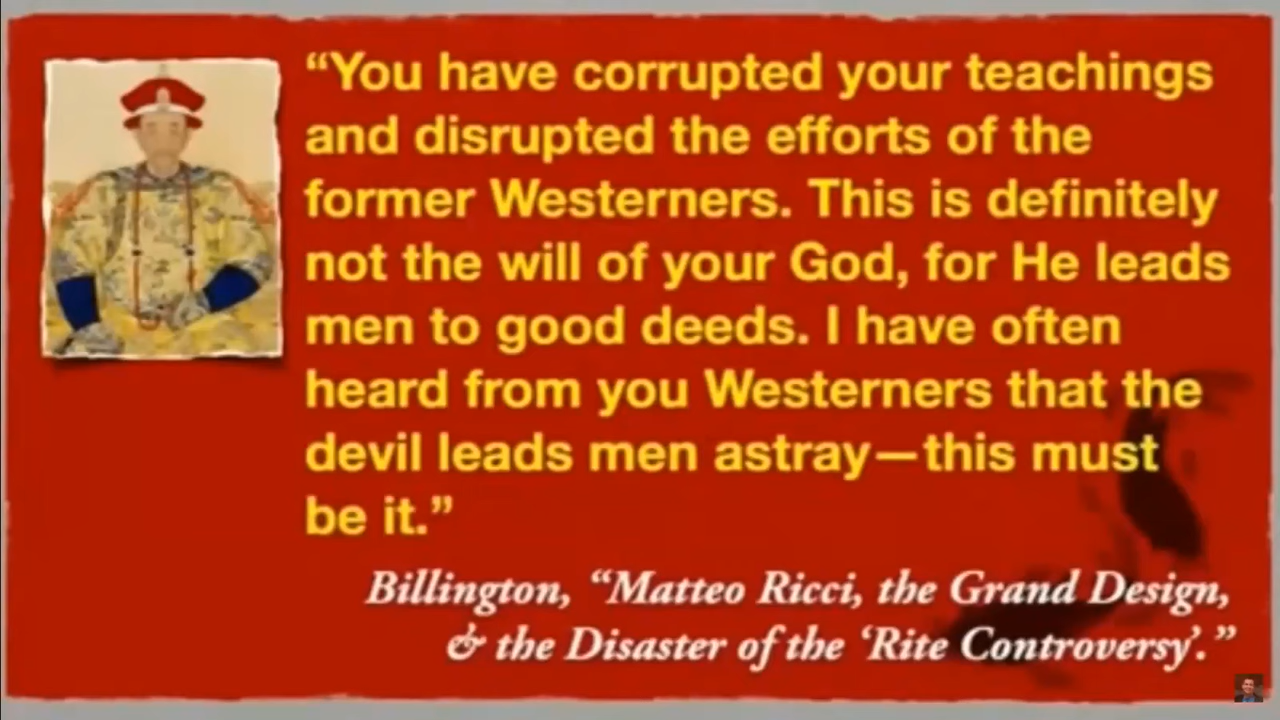 “You have corrupted your teachings
and disrupted the efforts of the
former Westerners. This is definitely
not the will of your God, for He leads
men to good deeds. I have often
heard from you Westerners that the
devil leads men astray—this must
be it.”
Billington, “Matteo Ricci, the Grand Design,
& the Disaster of the ‘Rite Controversy’.”